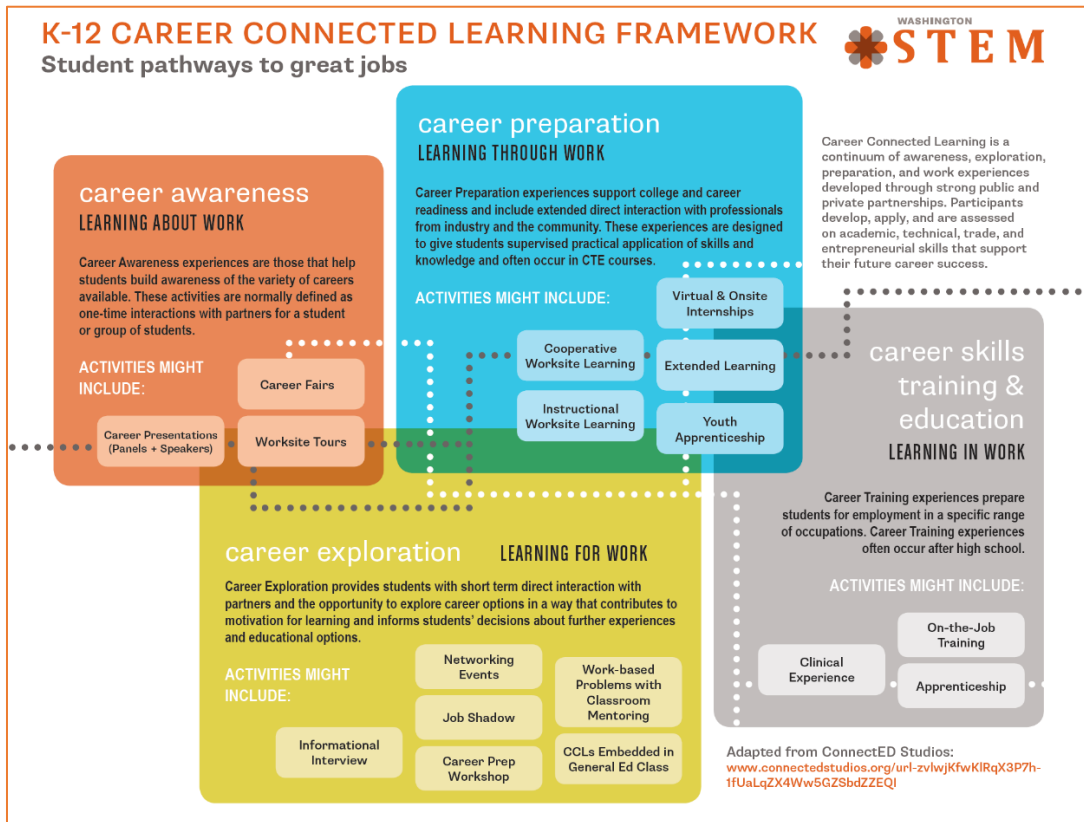 K-12 CAREER CONNECTED LEARNING FRAMEWORK
Student pathways to great jobs
WASHINGTON
STEM
career awareness
LEARNING ABOUT WORK
Career Awareness experiences are those that help
students build awareness of the variety of careers
available. These activities are normally defined as
one-time interactions with partners for a student
or group of students.
ACTIVITIES MIGHT
INCLUDE:
Career Fairs
Career Presentations
(Panels + Speakers)
Worksite Tours
career preparation
LEARNING THROUGH WORK
Career Preparation experiences support college and career
readiness and include extended direct interaction with professionals
from industry and the community. These experiences are designed
to give students supervised practical application of skills and
knowledge and often occur in CTE courses.
ACTIVITIES MIGHT INCLUDE:
Virtual & Onsite
Internships
Cooperative
Worksite Learning
Extended Learning
Instructional
Worksite Learning
Youth
Apprenticeship
Career Connected Learning is a
continuum of awareness, exploration,
preparation, and work experiences
developed through strong public and
private partnerships. Participants
develop, apply, and are assessed
on academic, technical, trade, and
entrepreneurial skills that support
their future career success.
career exploration
LEARNING FOR WORK
Career Exploration provides students with short term direct interaction with
partners and the opportunity to explore career options in a way that contributes to
motivation for learning and informs students' decisions about further experiences
and educational options.
ACTIVITIES MIGHT
INCLUDE:
Networking
Events
Work-based
Problems with
Classroom
Mentoring
Job Shadow
Informational
Interview
Career Prep
Workshop
CCLs Embedded in
General Ed Class
career skills
training &
education
LEARNING IN WORK
Career Training experiences prepare
students for employment in a specific range
of occupations. Career Training experiences
often occur after high school.
ACTIVITIES MIGHT INCLUDE:
On-the-Job
Training
Clinical
Experience
Apprenticeship
Adapted from ConnectED Studios:
www.connectedstudios.org/url-zvlwjKfwKlRqX3P7h-
1fUaLqZX4Ww5GZSbdZZEQI